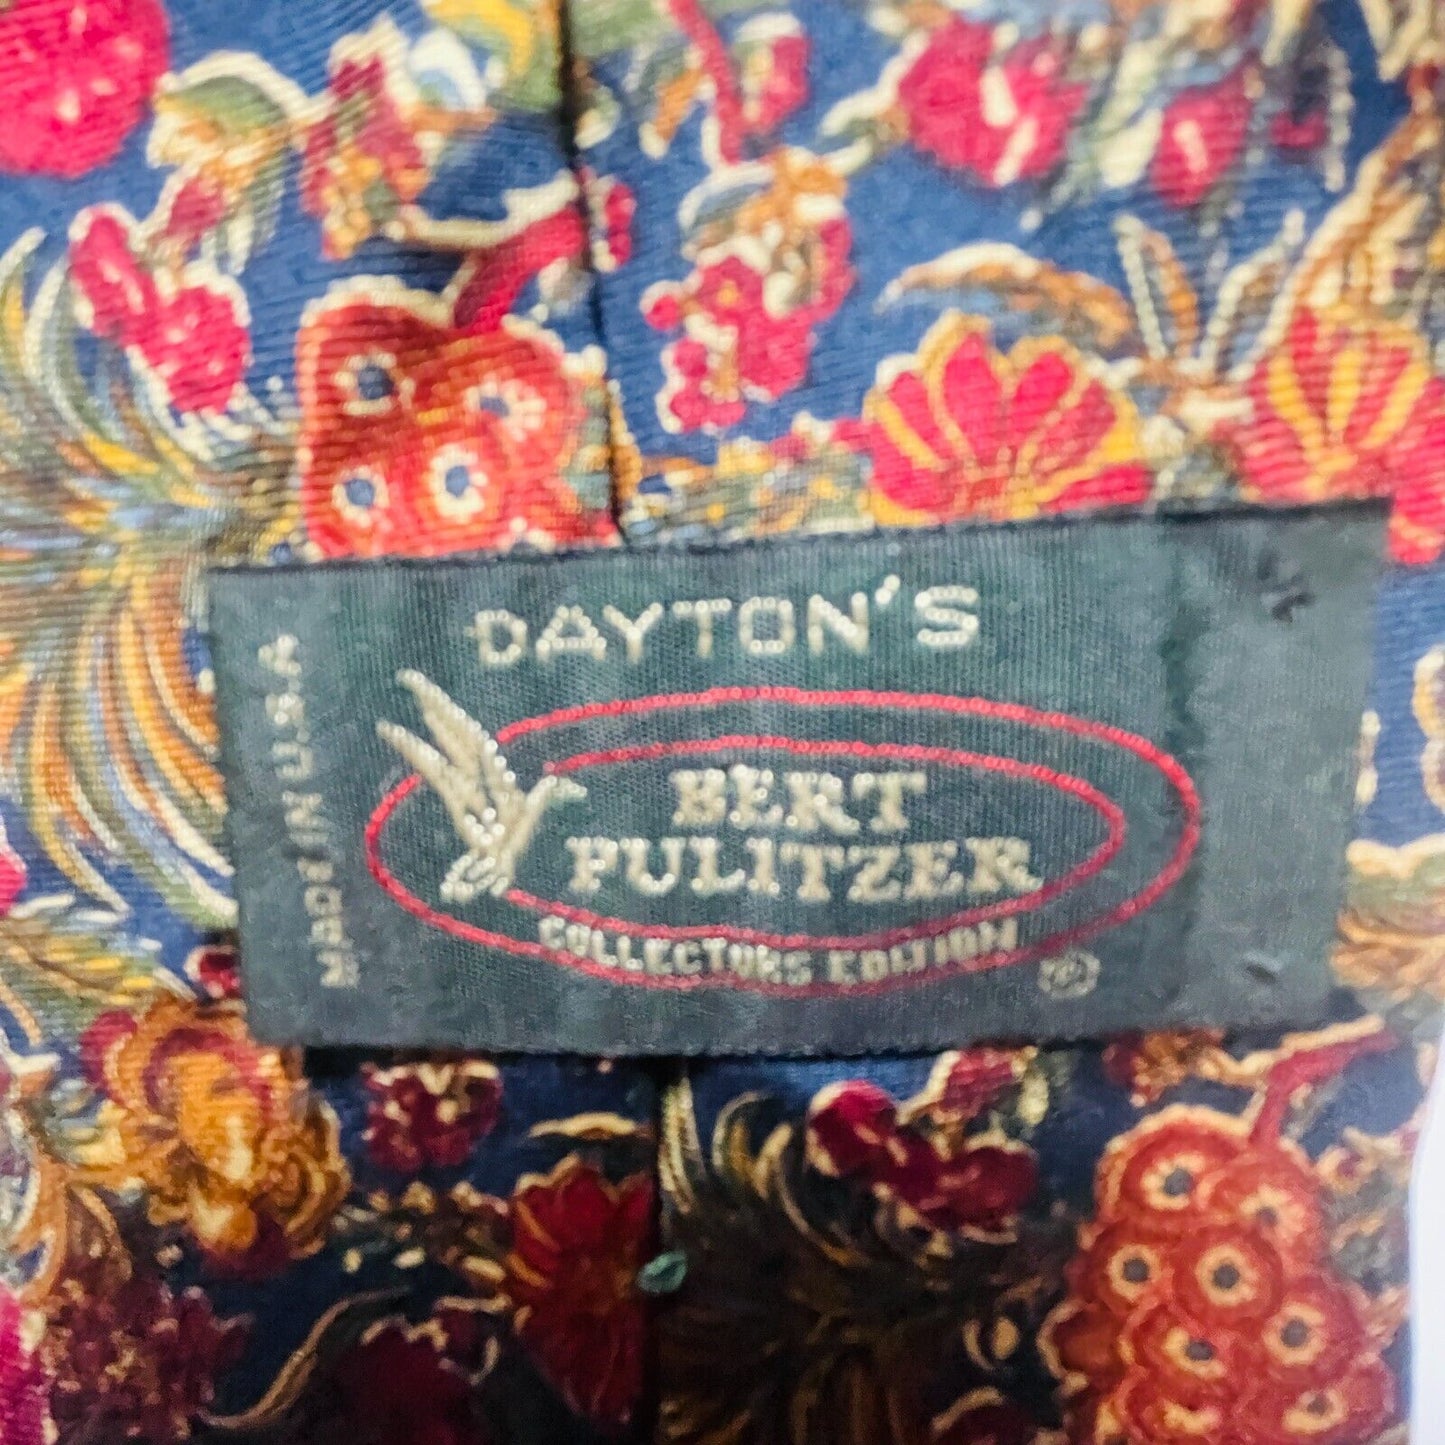 DAYTON'S
MADE IN U.S.A
BERT
PULITZER
COLLECTORS EDITION
®